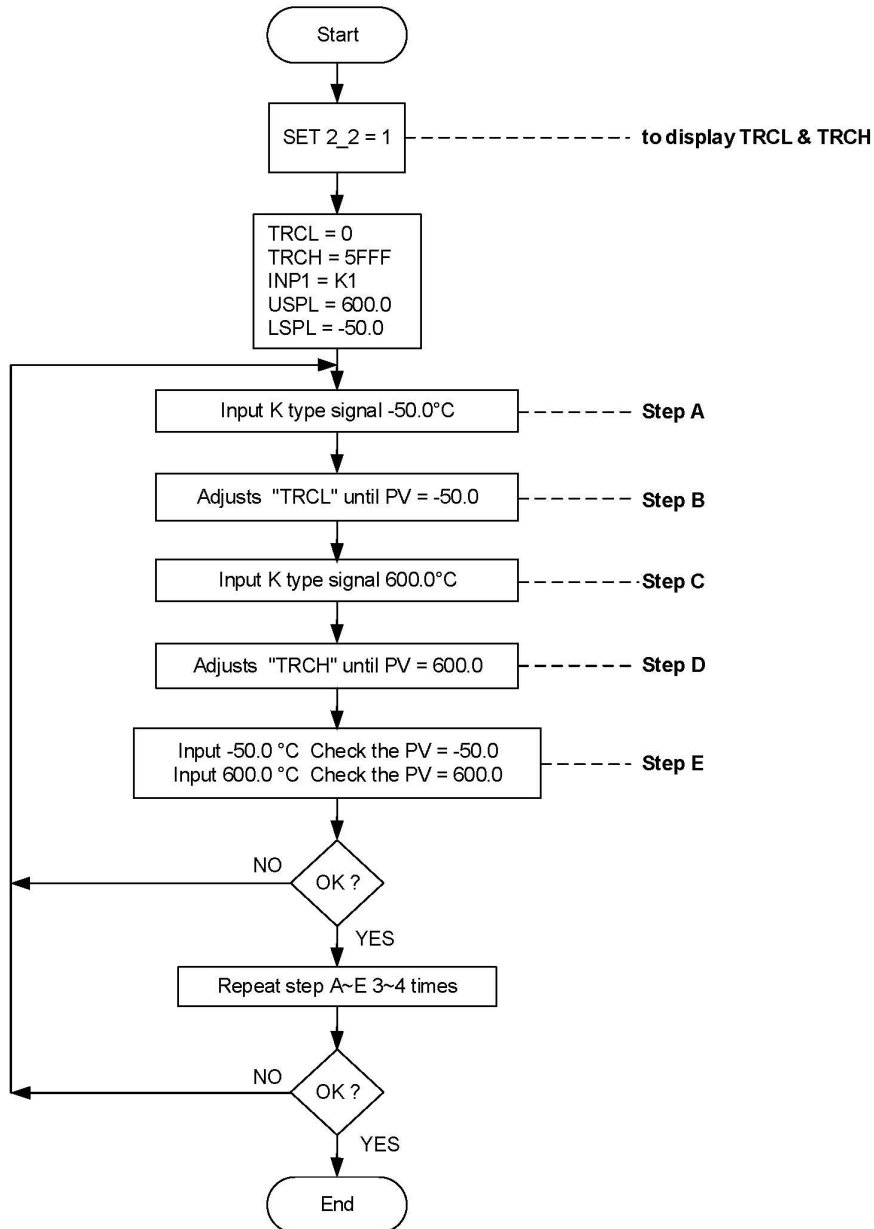 Start
SET 2_2 = 1
to display TRCL & TRCH
TRCL = 0
TRCH = 5FFF
INP1 = K1
USPL = 600.0
LSPL = -50.0
Input K type signal -50.0°C
Step A
Adjusts "TRCL" until PV = -50.0
Step B
Input K type signal 600.0°C
Step C
Adjusts "TRCH" until PV = 600.0
Step D
Input -50.0 °C Check the PV = -50.0
Input 600.0 °C Check the PV = 600.0
Step E
NO
OK ?
YES
Repeat step A~E 3~4 times
NO
OK ?
YES
End